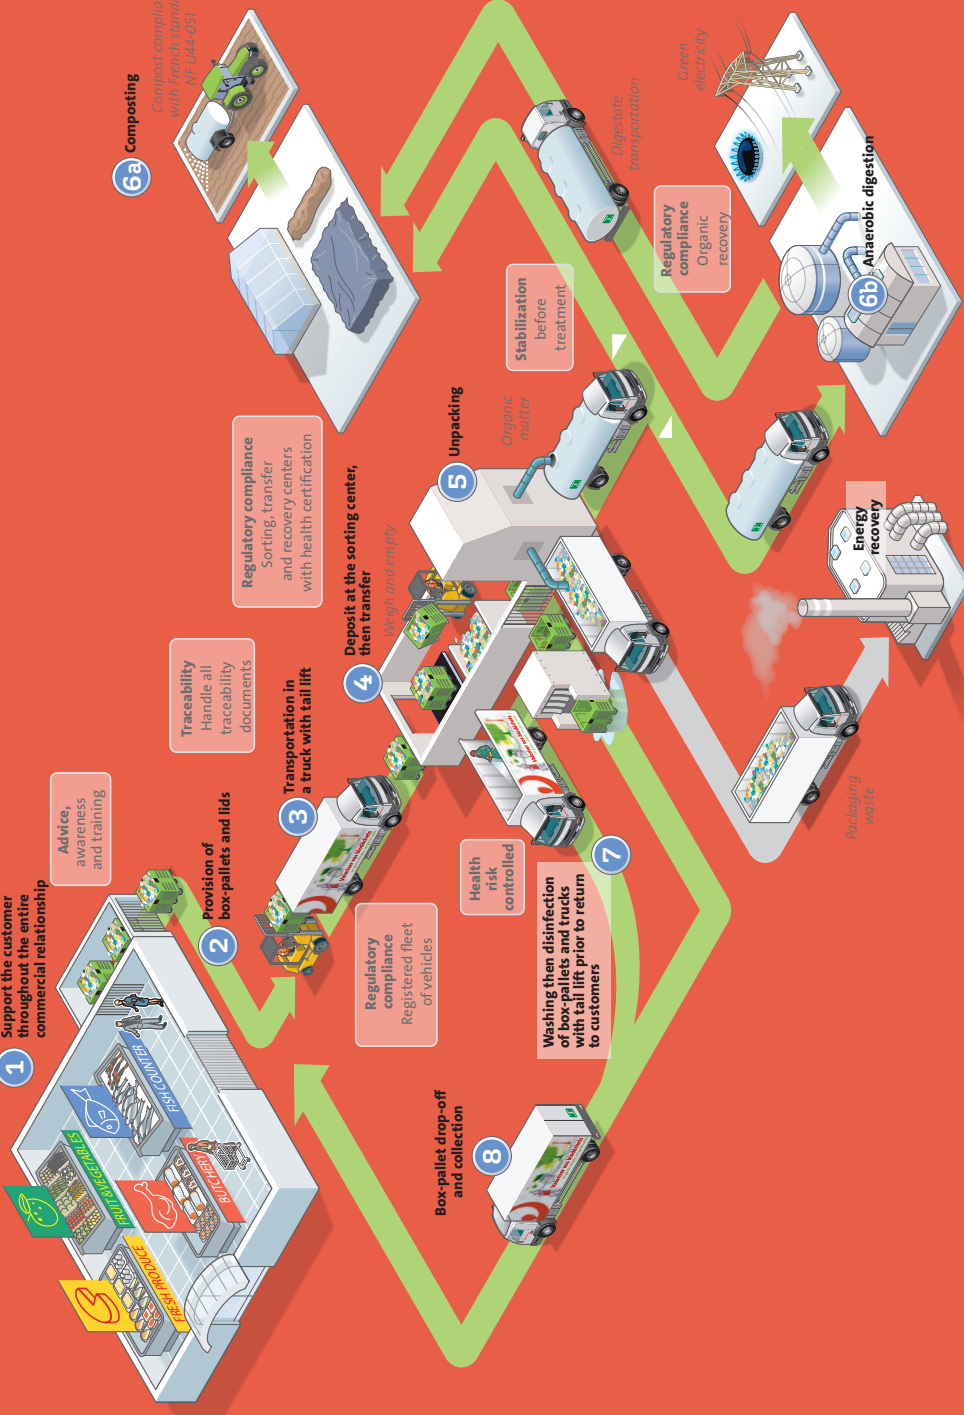 1
Support the customer
throughout the entire
commercial relationship
FRESH PRODUCE
FRUIT&VEGETABLES
BUTCHERY
FISH COUNTER
Advice,
awareness
and training
2
Provision of
box-pallets and lids
Traceability
Handle all
traceability
documents
3
Transportation in
a truck with tail lift
Regulatory
compliance
Registered fleet
of vehicles
4
Deposit at the sorting center,
then transfer
Weigh and empty
Regulatory compliance
Sorting, transfer
and recovery centers
with health certification
5
Unpacking
Organic
matter
Stabilization
before
treatment
6a
Composting
Compost
with French
NF U44-051
Digestate
transportation
Regulatory
compliance
Organic
recovery
Green
electricity
6b
Anaerobic digestion
Energy
recovery
Packaging
waste
Health
risk
controlled
7
Washing then disinfection
of box-pallets and trucks
with tail lift prior to return
to customers
8
Box-pallet drop-off
and collection